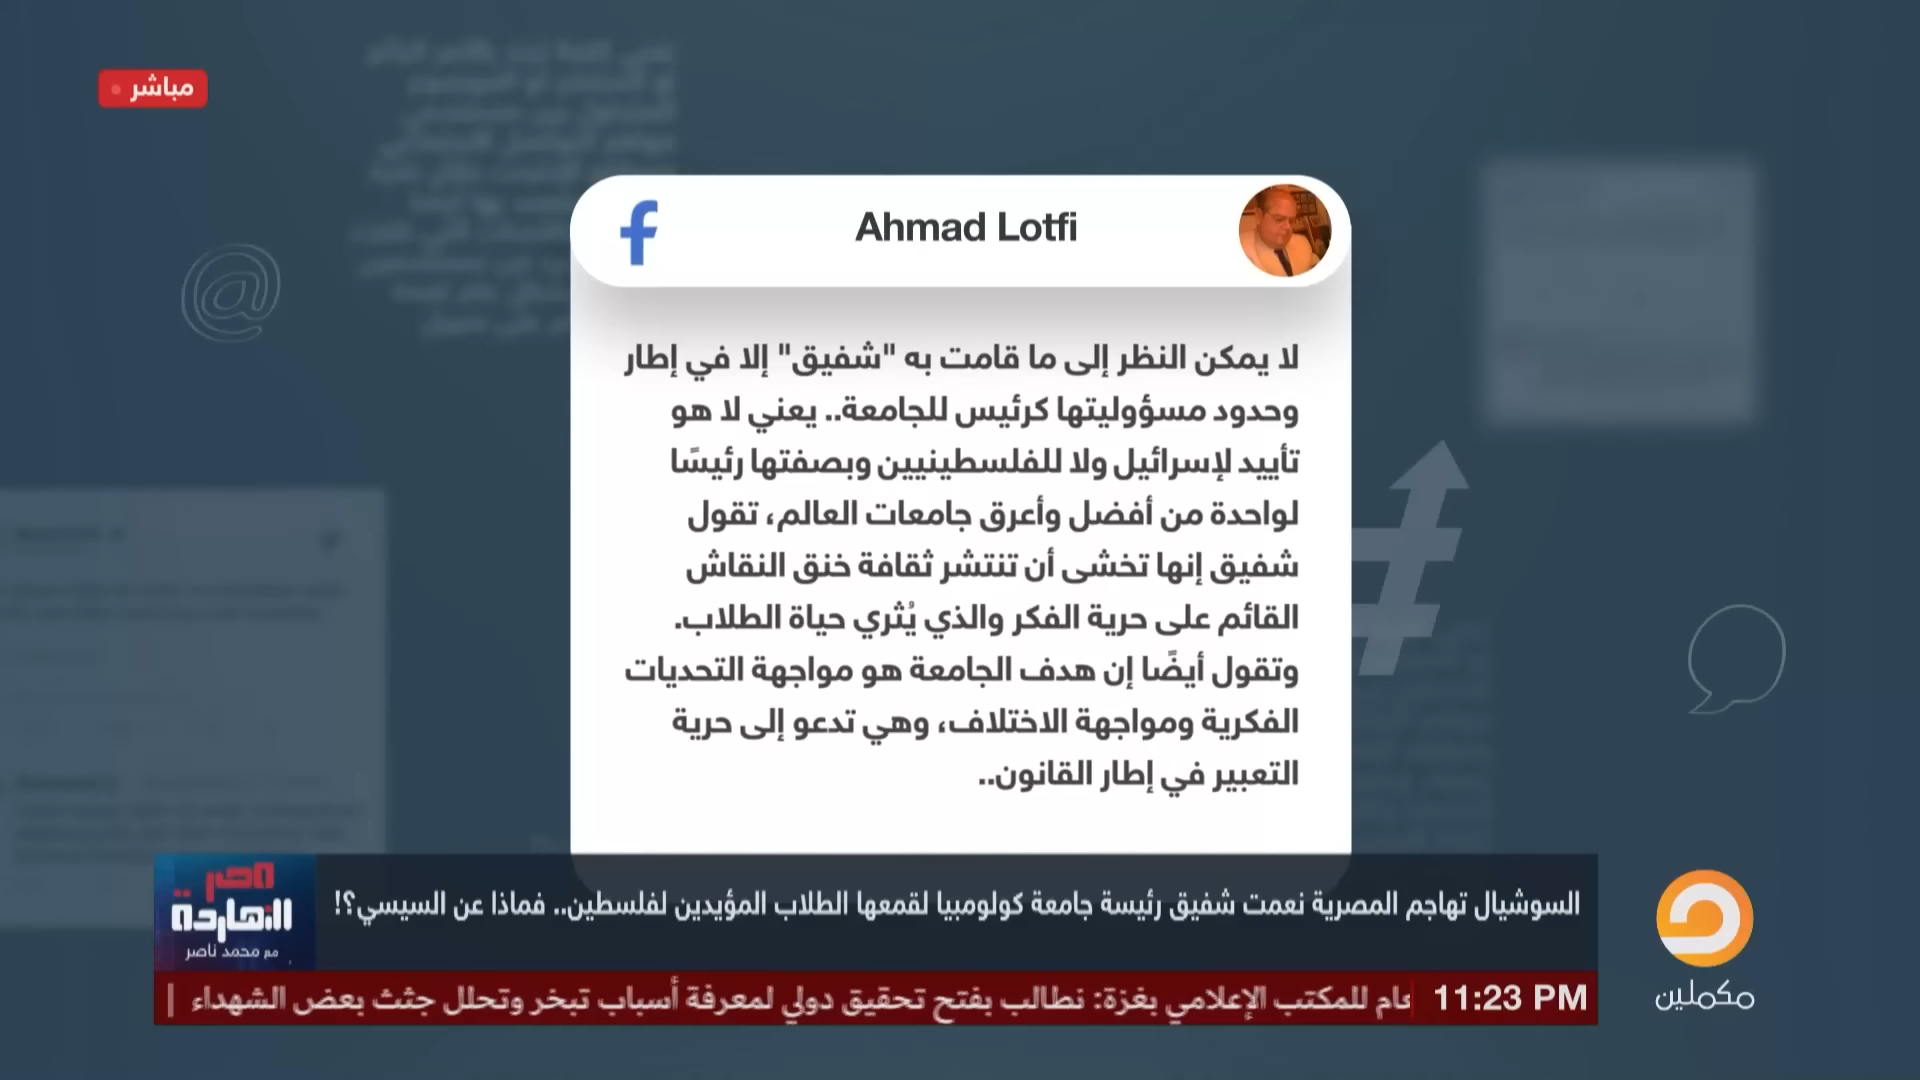 مباشر
Ahmad Lotfi
لا يمكن النظر إلى ما قامت به "شفيق" إلا في إطار
وحدود مسؤوليتها كرئيس للجامعة.. يعني لا هو
تأييد لإسرائيل ولا للفلسطينيين وبصفتها رئيسًا
لواحدة من أفضل وأعرق جامعات العالم، تقول
شفيق إنها تخشى أن تنتشر ثقافة خنق النقاش
القائم على حرية الفكر والذي يُثري حياة الطلاب.
وتقول أيضًا إن هدف الجامعة هو مواجهة التحديات
الفكرية ومواجهة الاختلاف، وهي تدعو إلى حرية
التعبير في إطار القانون..
مصر
النهاردة
مع محمد ناصر
السوشيال تهاجم المصرية نعمت شفيق رئيسة جامعة كولومبيا لقمعها الطلاب المؤيدين لفلسطين.. فماذا عن السيسي؟!
11:23 PM
عام للمكتب الإعلامي بغزة: نطالب بفتح تحقيق دولي لمعرفة أسباب تبخر وتحلل جثث بعض الشهداء |
مكملين